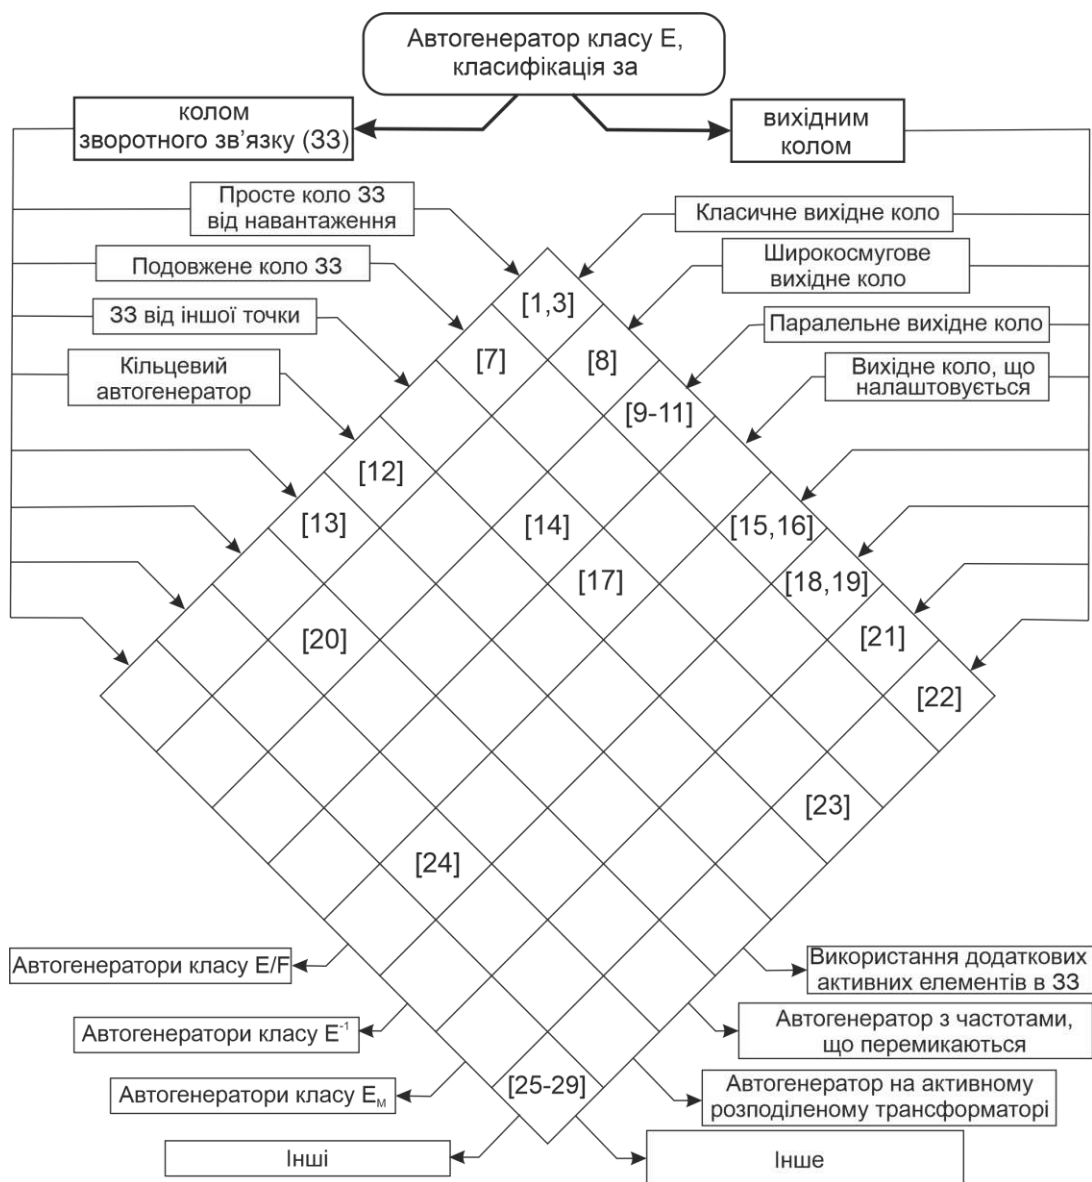 Автогенератор класу Е,
класифікація за
колом
зворотного зв’язку (ЗЗ)
вихідним
колом
Просте коло ЗЗ
від навантаження
Класичне вихідне коло
Подовжене коло ЗЗ
Широкосмугове
вихідне коло
ЗЗ від іншої точки
Паралельне вихідне коло
Кільцевий
автогенератор
Вихідне коло, що
налаштовується
[1,3]
[7]
[8]
[9-11]
[12]
[13]
[14]
[15,16]
[17]
[18,19]
[20]
[21]
[22]
[23]
[24]
[25-29]
Автогенератори класу E/F
Використання додаткових
активних елементів в ЗЗ
Автогенератори класу E⁻¹
Автогенератор з частотами,
що перемикаються
Автогенератори класу Eм
Автогенератор на активному
розподіленому трансформаторі
Інші
Інше